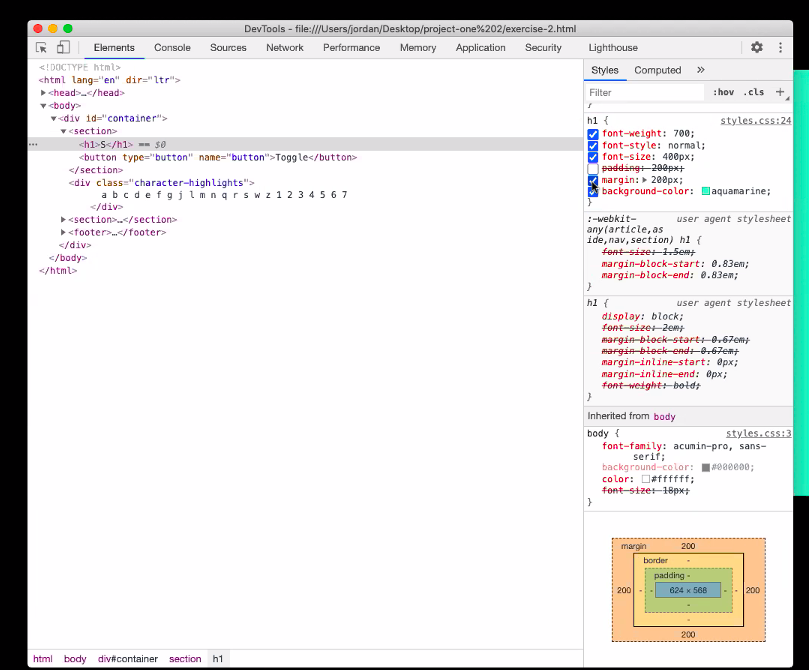 DevTools - file:///Users/jordan/Desktop/project-one%202/exercise-2.html
Elements Console Sources Network Performance Memory Application Security Lighthouse
<!DOCTYPE html>
<html lang="en" dir="ltr">
<head>…</head>
<body>
<div id="container">
<section>
… <h1>S</h1> == $0
<button type="button" name="button">Toggle</button>
</section>
<div class="character-highlights">
a b c d e f g j l m n q r s w z 1 2 3 4 5 6 7
</div>
<section>…</section>
<footer>…</footer>
</div>
</body>
</html>
html body div#container section h1
Styles Computed »
Filter :hov .cls +
}
h1 { styles.css:24
font-weight: 700;
font-style: normal;
font-size: 400px;
padding: 200px;
margin: 200px;
background-color: aquamarine;
}
:-webkit- user agent stylesheet
any(article,as
ide,nav,section) h1 {
font-size: 1.5em;
margin-block-start: 0.83em;
margin-block-end: 0.83em;
}
h1 { user agent stylesheet
display: block;
font-size: 2em;
margin-block-start: 0.67em;
margin-block-end: 0.67em;
margin-inline-start: 0px;
margin-inline-end: 0px;
font-weight: bold;
}
Inherited from body
body { styles.css:3
font-family: acumin-pro, sans-
serif;
background-color: #000000;
color: #ffffff;
font-size: 18px;
}
margin 200
border -
padding -
200 - - 624 × 568 - - 200
-
-
200